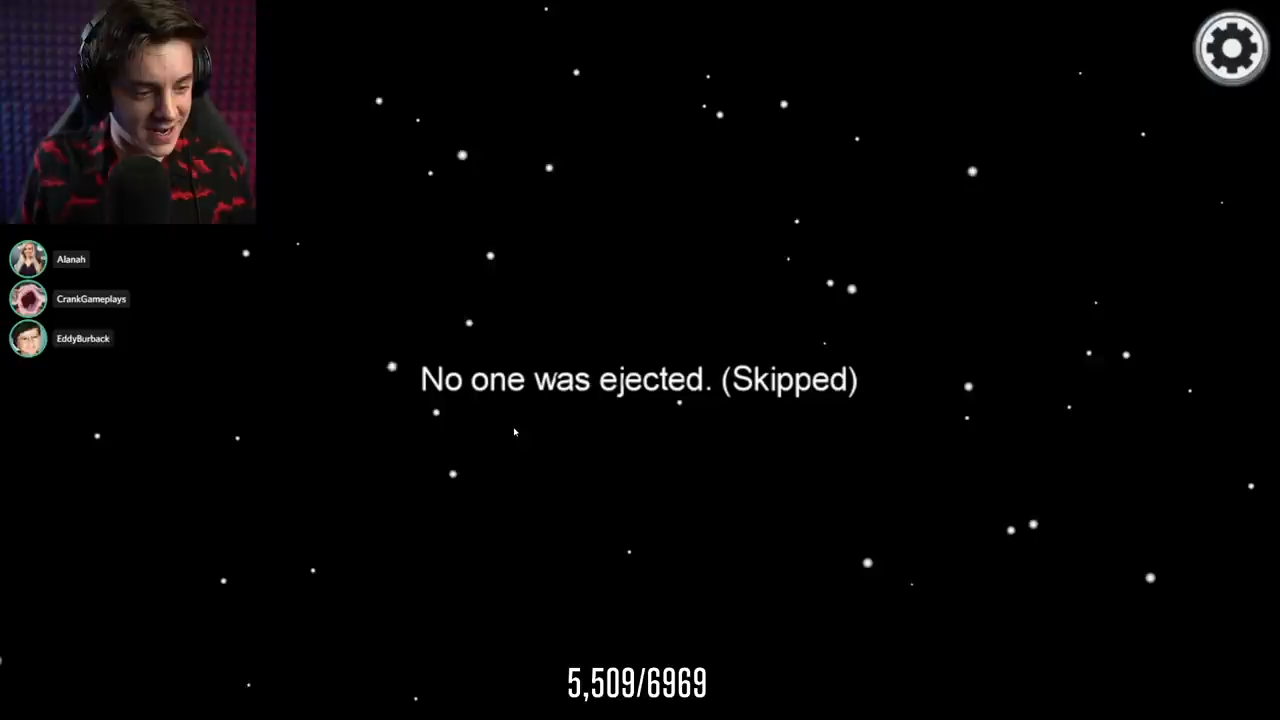 Alanah
CrankGameplays
EddyBurback
No one was ejected. (Skipped)
5,509/6969